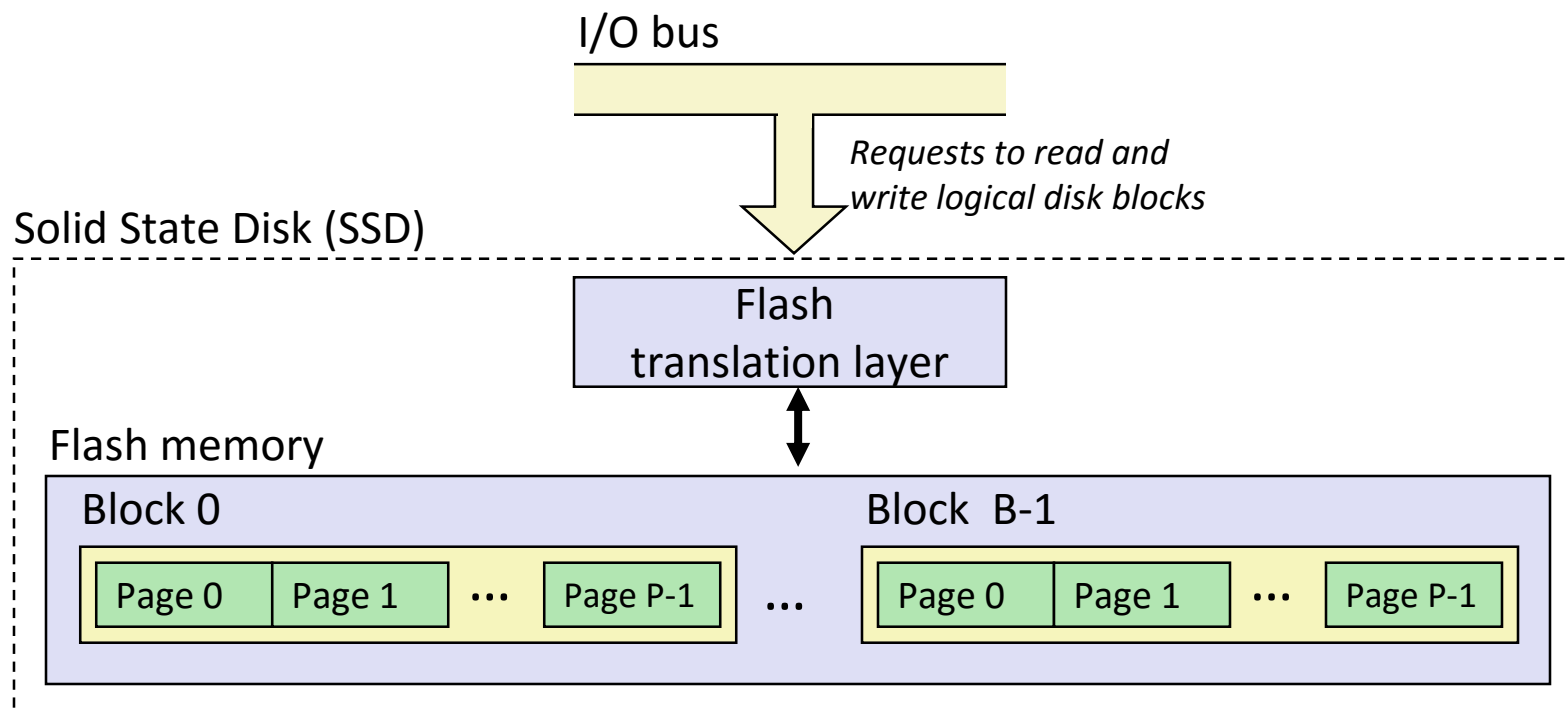 I/O bus
Requests to read and
write logical disk blocks
Solid State Disk (SSD)
Flash
translation layer
Flash memory
Block 0
Block B-1
Page 0 Page 1 ... Page P-1 ... Page 0 Page 1 ... Page P-1